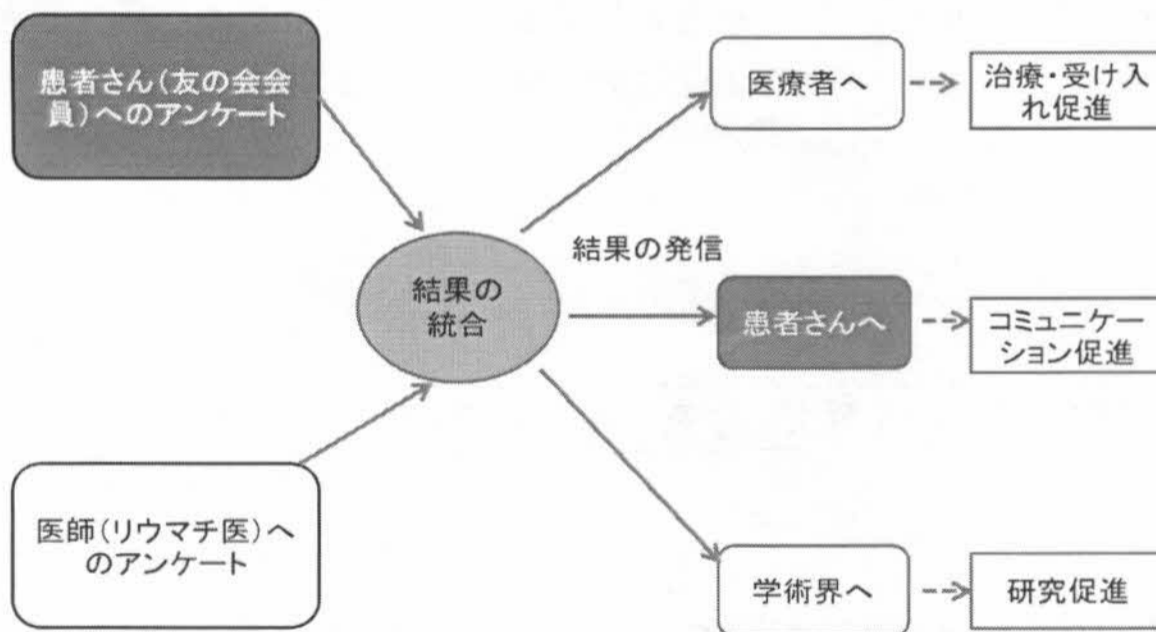 患者さん(友の会会
員)へのアンケート
医療者へ
治療・受け入
れ促進
結果の発信
結果の
統合
患者さんへ
コミュニケー
ション促進
医師(リウマチ医)へ
のアンケート
学術界へ
研究促進